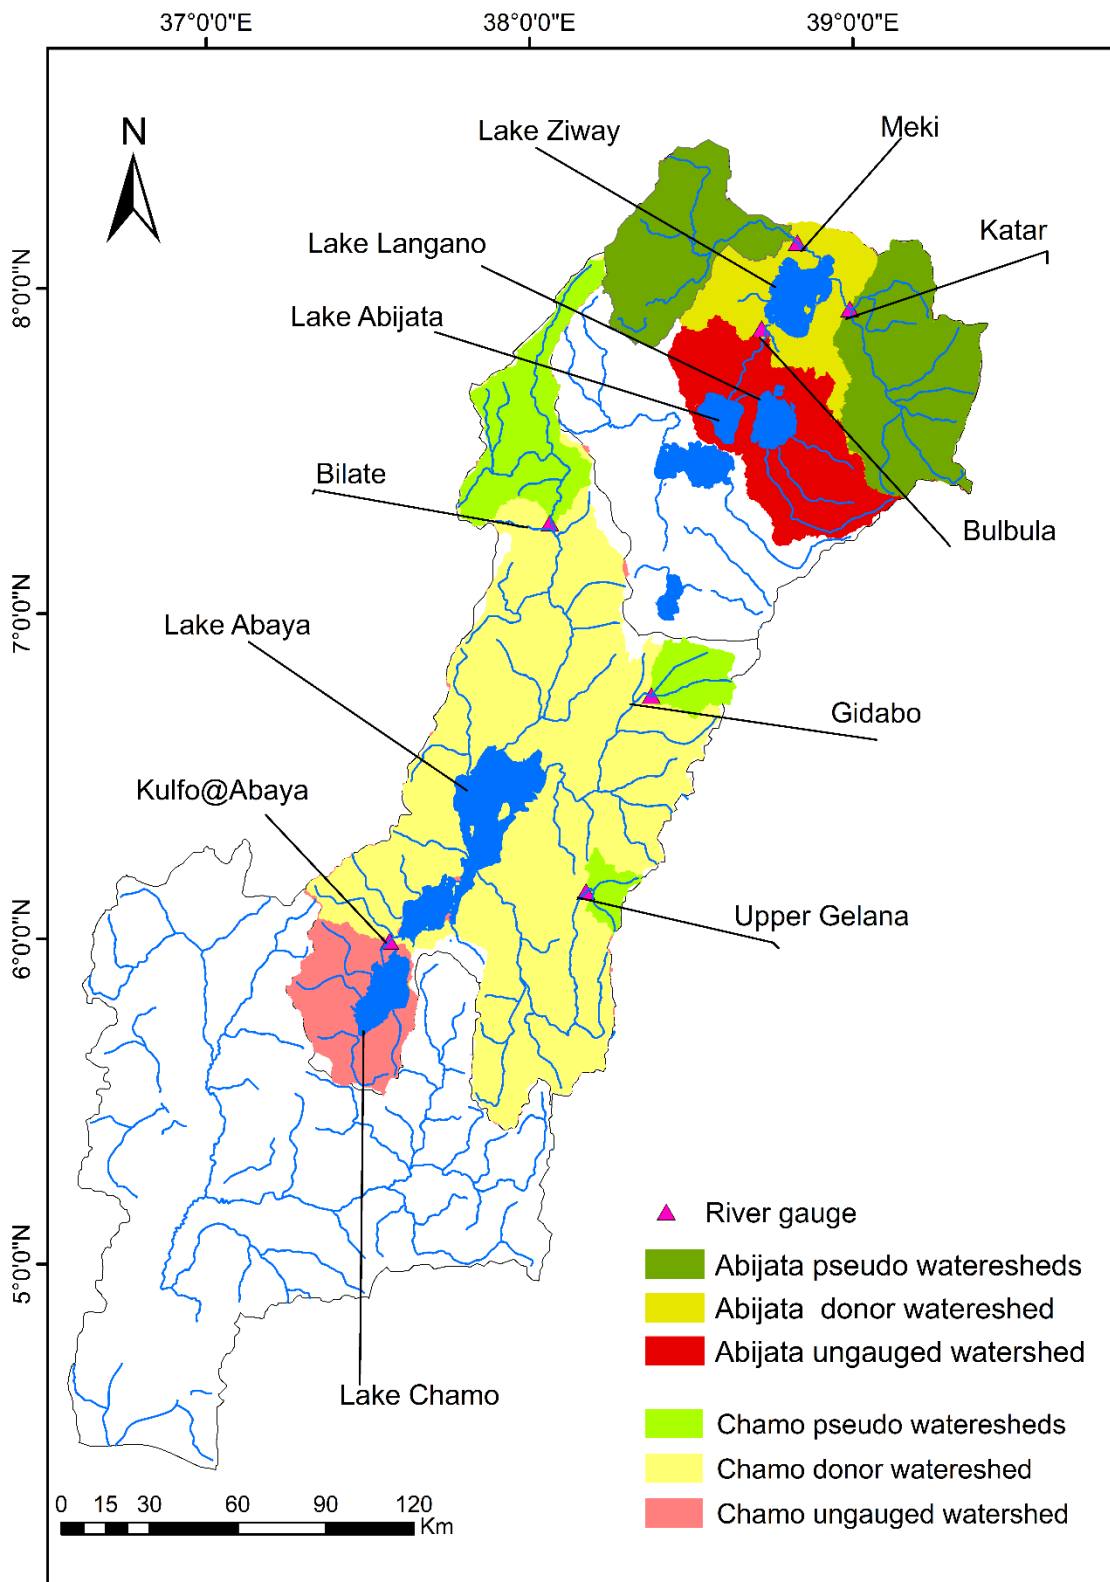 37°0'0"E
38°0'0"E
39°0'0"E
N
Lake Ziway
Meki
Katar
Lake Langano
8°0'0"N
Lake Abijata
Bilate
Bulbula
7°0'0"N
Lake Abaya
Gidabo
Kulfo@Abaya
Upper Gelana
6°0'0"N
River gauge
5°0'0"N
Abijata pseudo wateresheds
Abijata donor watereshed
Abijata ungauged watershed
Lake Chamo
Chamo pseudo wateresheds
Chamo donor watereshed
Chamo ungauged watershed
0 15 30 60 90 120
Km